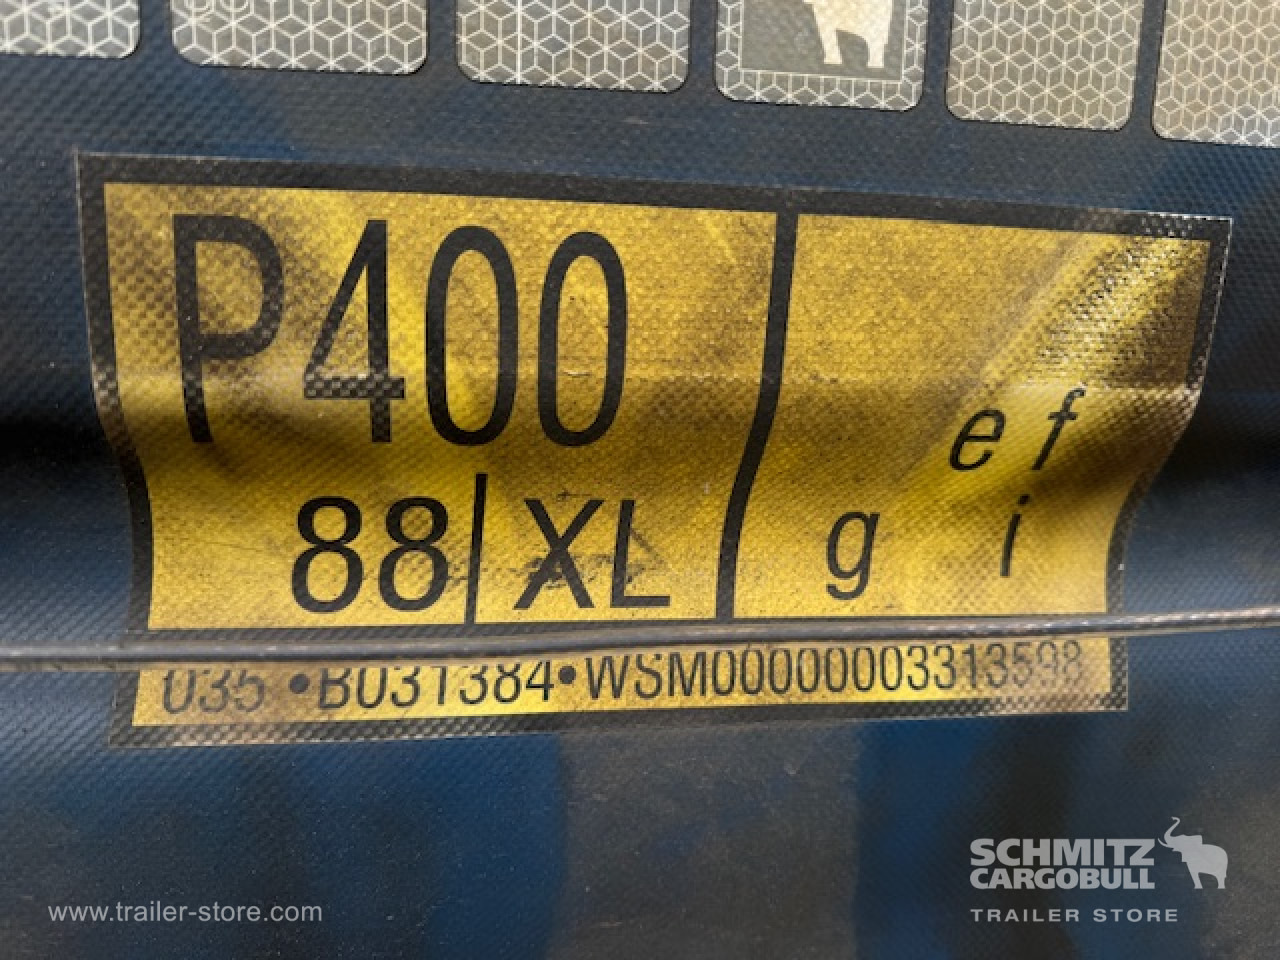 P400
e f
88 XL
g i
035 •B031384•WSM00000003313598
SCHMITZ
CARGOBULL
TRAILER STORE
www.trailer-store.com